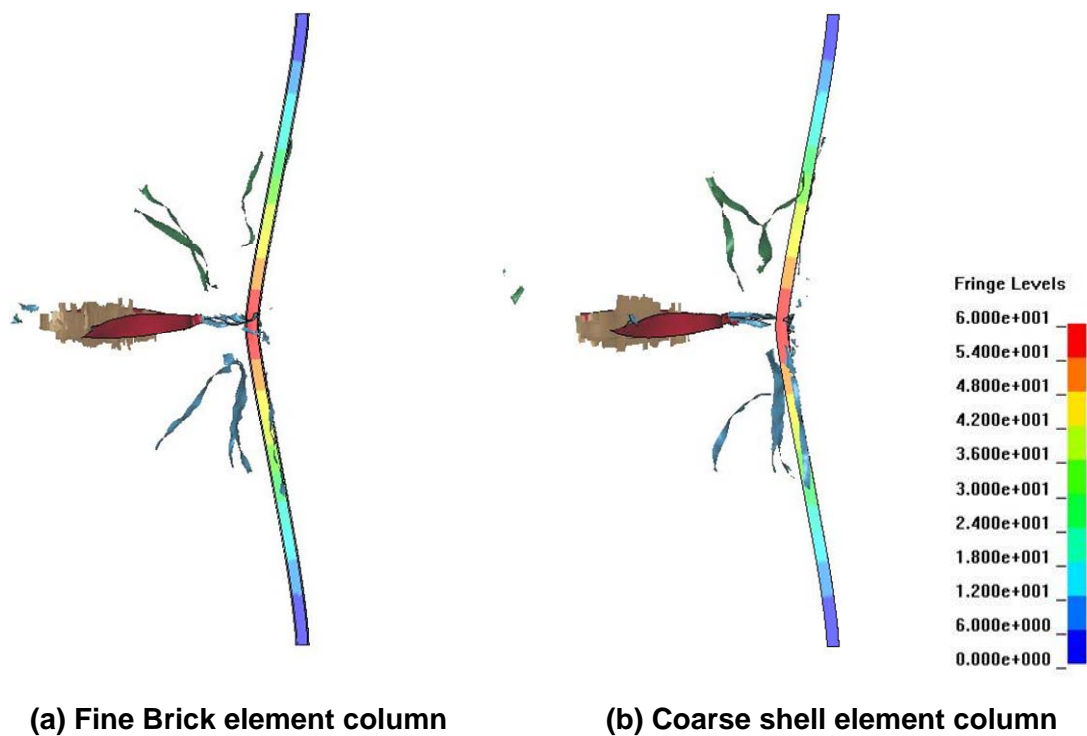 Fringe Levels
6.000e+001
5.400e+001
4.800e+001
4.200e+001
3.600e+001
3.000e+001
2.400e+001
1.800e+001
1.200e+001
6.000e+000
0.000e+000
(a) Fine Brick element column
(b) Coarse shell element column